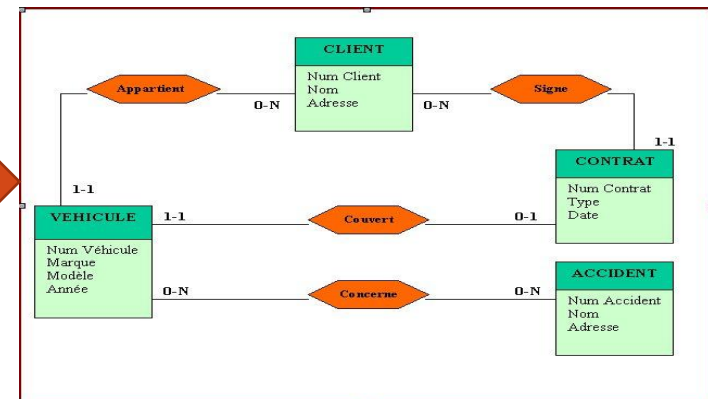 CLIENT
Num Client
Nom
Adresse
Appartient
0-N
0-N
Signe
1-1
1-1
CONTRAT
Num Contrat
Type
Date
VEHICULE
Num Véhicule
Marque
Modèle
Année
1-1
Couvert
0-1
0-N
Concerne
0-N
ACCIDENT
Num Accident
Nom
Adresse